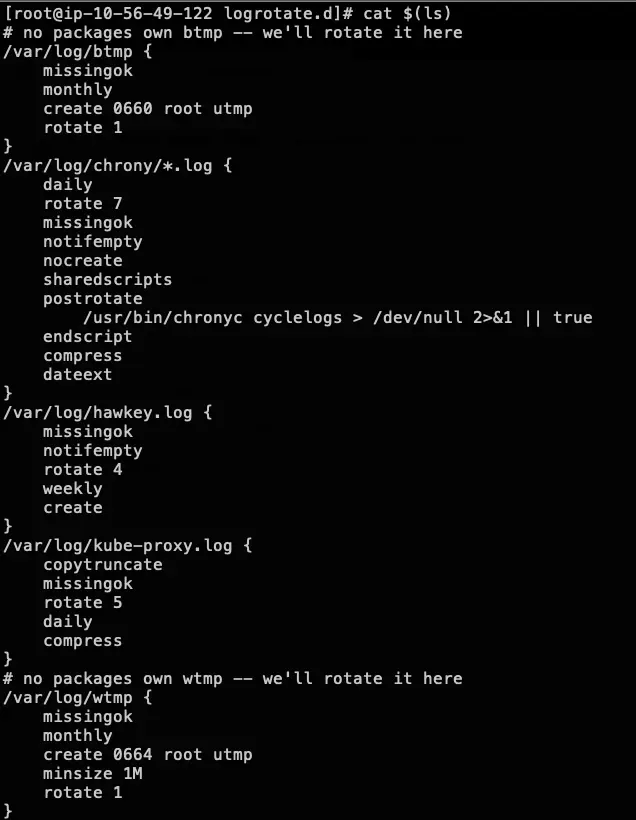 [root@ip-10-56-49-122 logrotate.d]# cat $(ls)
# no packages own btmp -- we'll rotate it here
/var/log/btmp {
    missingok
    monthly
    create 0660 root utmp
    rotate 1
}
/var/log/chrony/*.log {
    daily
    rotate 7
    missingok
    notifempty
    nocreate
    sharedscripts
    postrotate
        /usr/bin/chronyc cyclelogs > /dev/null 2>&1 || true
    endscript
    compress
    dateext
}
/var/log/hawkey.log {
    missingok
    notifempty
    rotate 4
    weekly
    create
}
/var/log/kube-proxy.log {
    copytruncate
    missingok
    rotate 5
    daily
    compress
}
# no packages own wtmp -- we'll rotate it here
/var/log/wtmp {
    missingok
    monthly
    create 0664 root utmp
    minsize 1M
    rotate 1
}